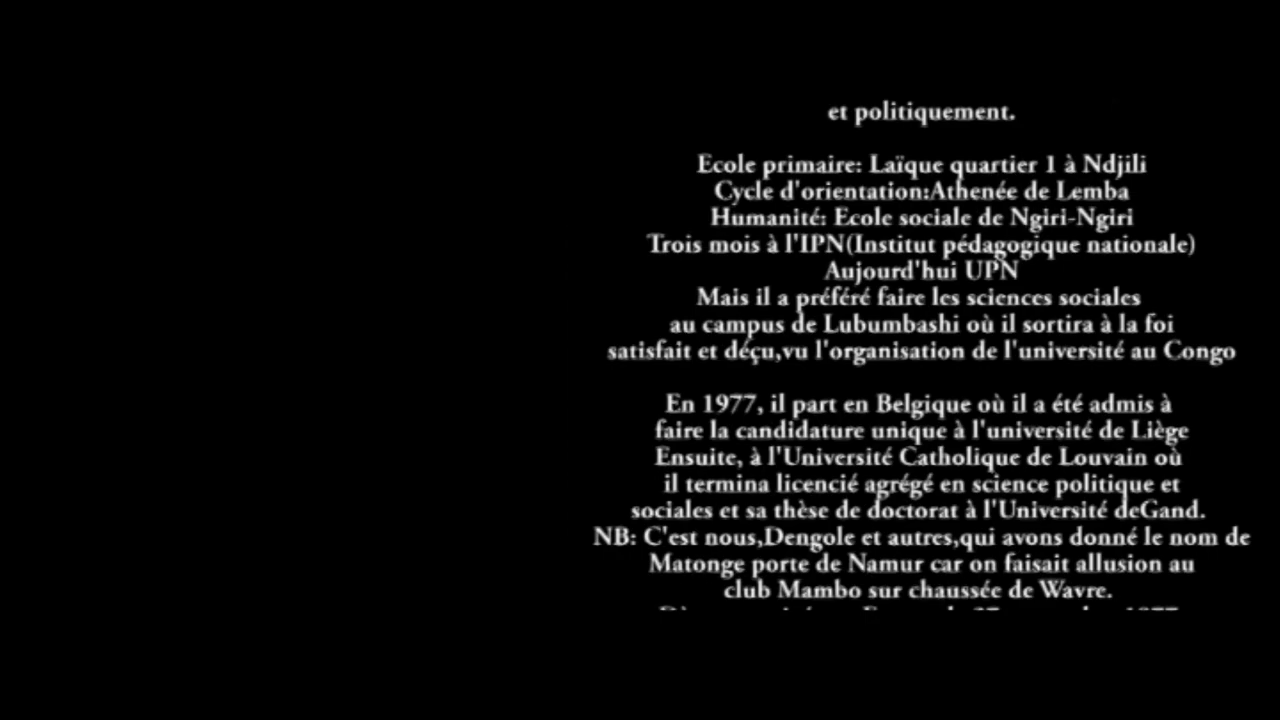 et politiquement.
Ecole primaire: Laïque quartier 1 à Ndjili
Cycle d'orientation:Athenée de Lemba
Humanité: Ecole sociale de Ngiri-Ngiri
Trois mois à l'IPN(Institut pédagogique nationale)
Aujourd'hui UPN
Mais il a préféré faire les sciences sociales
au campus de Lubumbashi où il sortira à la foi
satisfait et déçu,vu l'organisation de l'université au Congo
En 1977, il part en Belgique où il a été admis à
faire la candidature unique à l'université de Liège
Ensuite, à l'Université Catholique de Louvain où
il termina licencié agrégé en science politique et
sociales et sa thèse de doctorat à l'Université deGand.
NB: C'est nous,Dengole et autres,qui avons donné le nom de
Matonge porte de Namur car on faisait allusion au
club Mambo sur chaussée de Wavre.